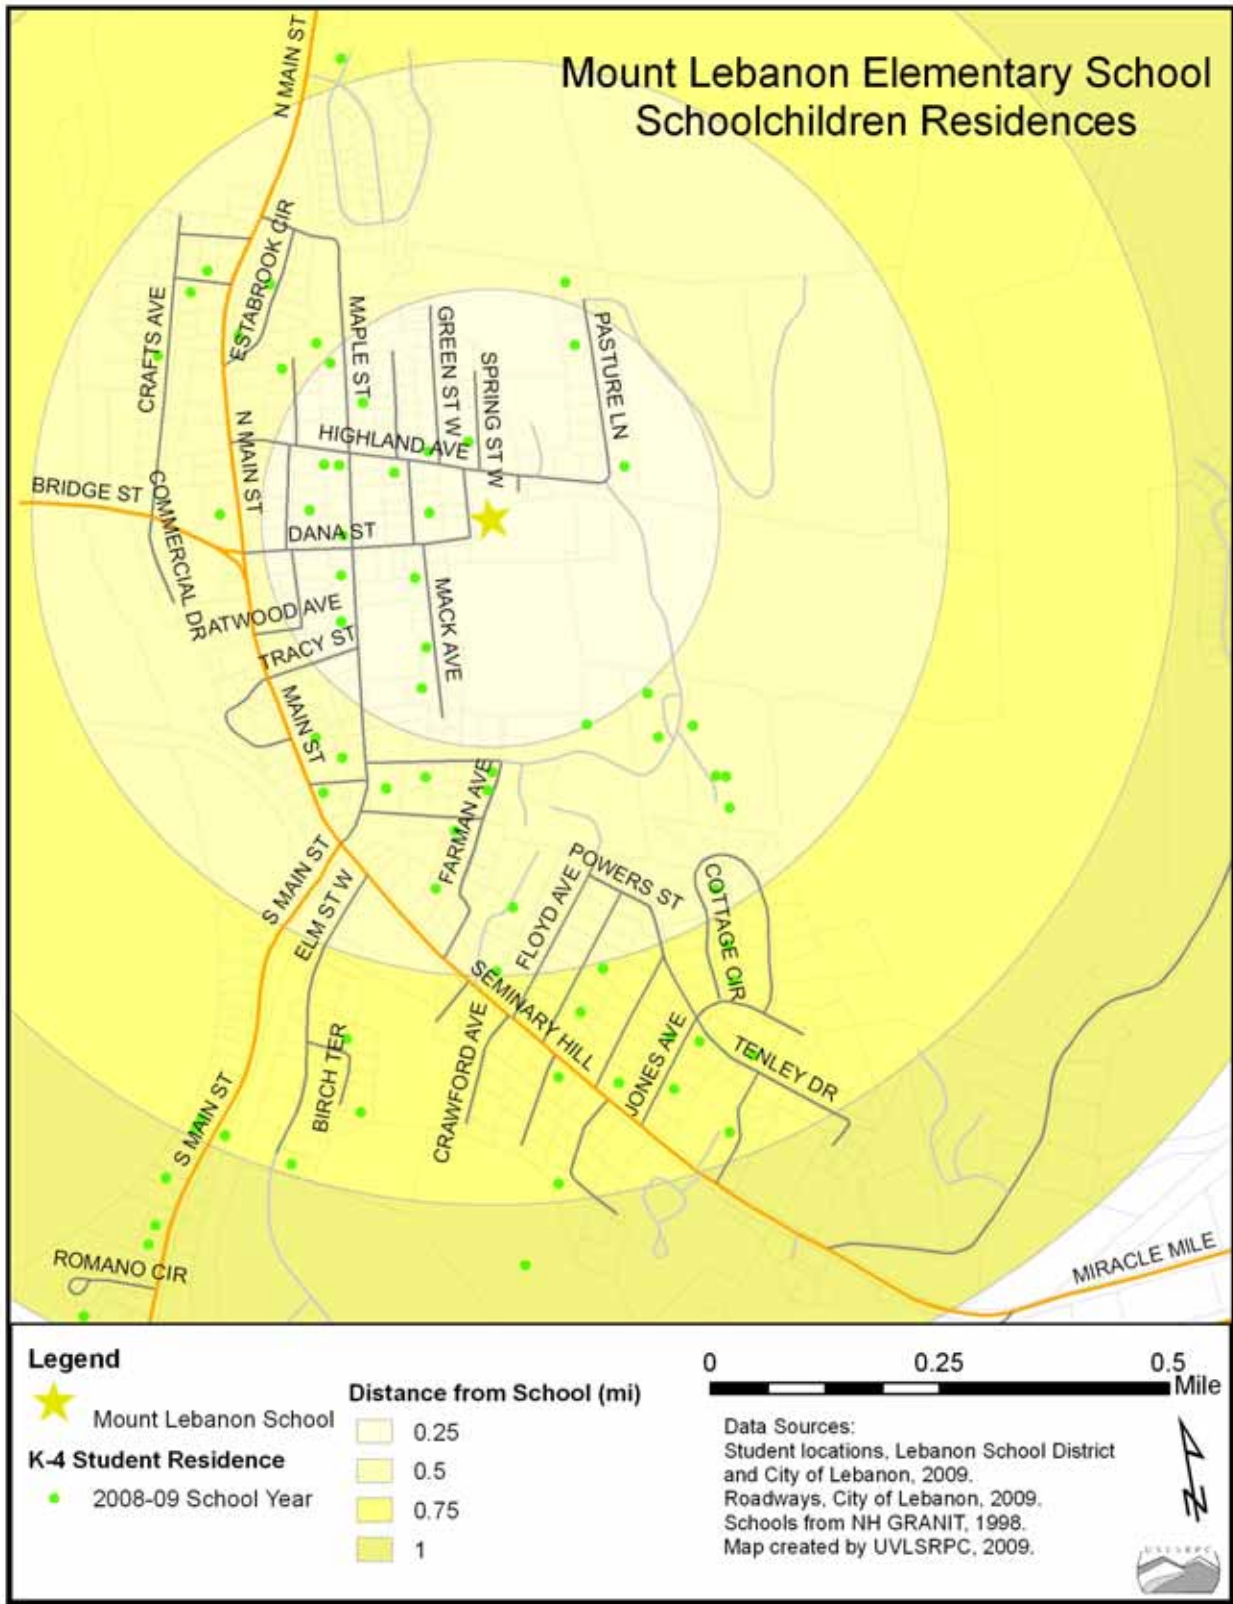 Mount Lebanon Elementary School
Schoolchildren Residences
N MAIN ST
ESTABROOK CIR
CRAFTS AVE
MAPLE ST
GREEN ST W
SPRING ST W
PASTURE LN
N MAIN ST
HIGHLAND AVE
BRIDGE ST
COMMERCIAL DR
DANA ST
ATWOOD AVE
MACK AVE
TRACY ST
MAIN ST
FARMAN AVE
S MAIN ST
ELM ST W
FLOYD AVE
POWERS ST
COTTAGE CIR
SEMINARY HILL
CRAWFORD AVE
BIRCH TER
JONES AVE
TENLEY DR
S MAIN ST
ROMANO CIR
MIRACLE MILE
Legend
Mount Lebanon School
K-4 Student Residence
2008-09 School Year
Distance from School (mi)
0.25
0.5
0.75
1
0 0.25 0.5
Mile
Data Sources:
Student locations, Lebanon School District
and City of Lebanon, 2009.
Roadways, City of Lebanon, 2009.
Schools from NH GRANIT, 1998.
Map created by UVLSRPC, 2009.
N
UVLSRPC